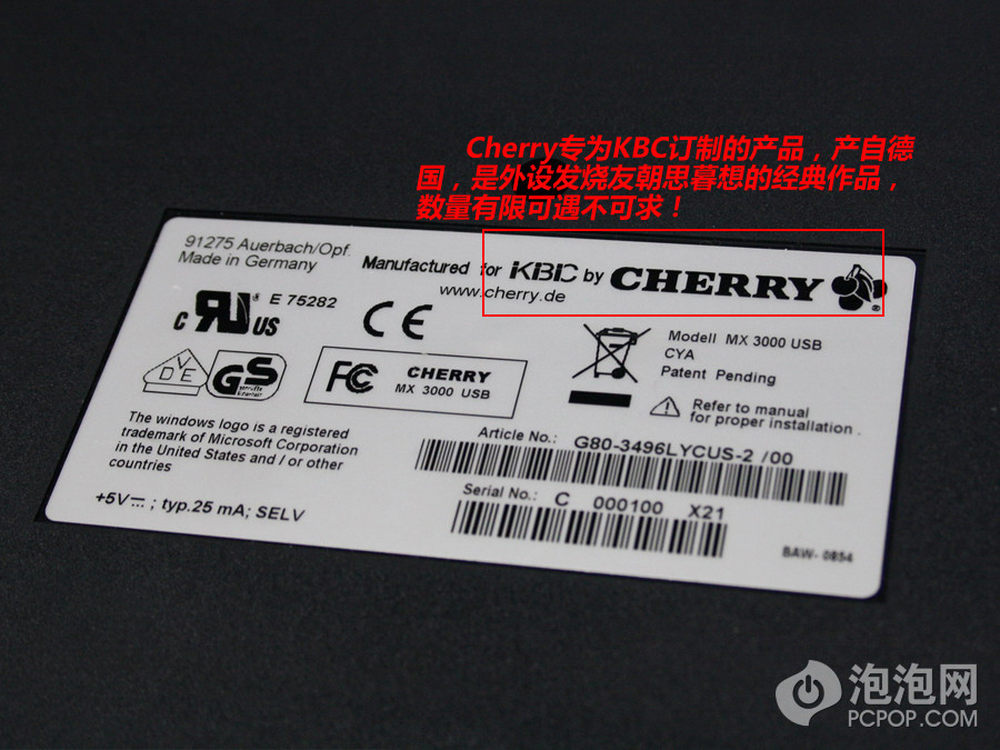 Cherry专为KBC订制的产品，产自德
国，是外设发烧友朝思暮想的经典作品，
数量有限可遇不可求！
91275 Auerbach/Opf.
Made in Germany
Manufactured for KBC by CHERRY
www.cherry.de
c RU US E 75282
CE
VDE GS
FC CHERRY
MX 3000 USB
Modell MX 3000 USB
CYA
Patent Pending
Refer to manual
for proper installation .
The windows logo is a registered
trademark of Microsoft Corporation
in the United States and / or other
countries
Article No.: G80-3496LYCUS-2 /00
Serial No.: C 000100 X21
+5V ; typ.25 mA; SELV
BAW- 0854
泡泡网
PCPOP.COM